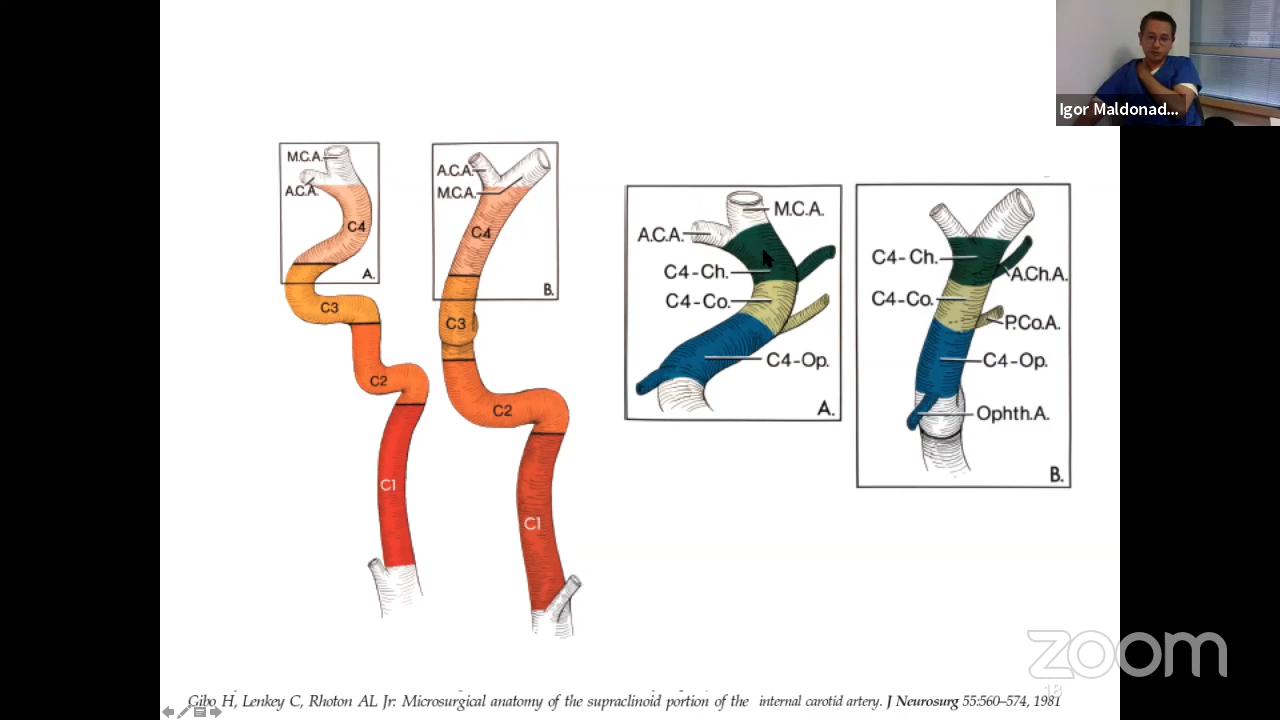 Igor Maldonad...
M.C.A.
A.C.A.
C4
A.
C3
C2
C1
A.C.A.
M.C.A.
C4
B.
C3
C2
C1
M.C.A.
A.C.A.
C4-Ch.
C4-Co.
C4-Op.
A.
C4-Ch.
A.Ch.A.
C4-Co.
P.Co.A.
C4-Op.
Ophth.A.
B.
zoom
18
Gibo H, Lenkey C, Rhoton AL Jr: Microsurgical anatomy of the supraclinoid portion of the internal carotid artery. J Neurosurg 55:560–574, 1981